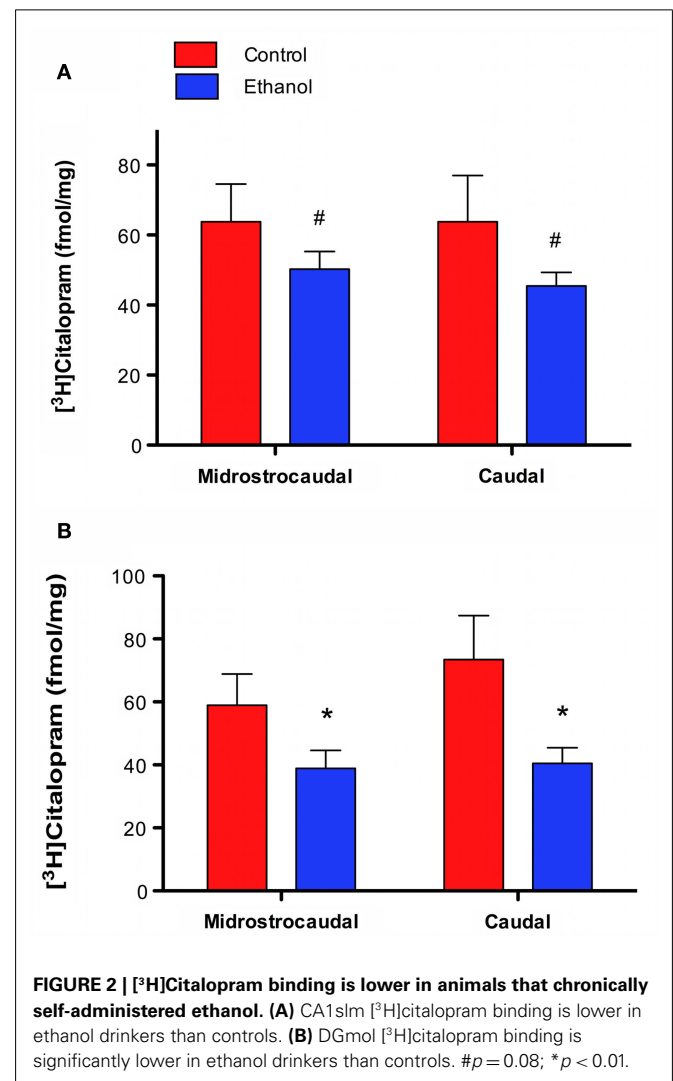 A
Control
Ethanol
[³H]Citalopram (fmol/mg)
80
60
40
20
0
#
#
Midrostrocaudal
Caudal
B
[³H]Citalopram (fmol/mg)
100
80
60
40
20
0
*
*
Midrostrocaudal
Caudal
FIGURE 2 | [³H]Citalopram binding is lower in animals that chronically
self-administered ethanol. (A) CA1slm [³H]citalopram binding is lower in
ethanol drinkers than controls. (B) DGmol [³H]citalopram binding is
significantly lower in ethanol drinkers than controls. #p = 0.08; *p < 0.01.